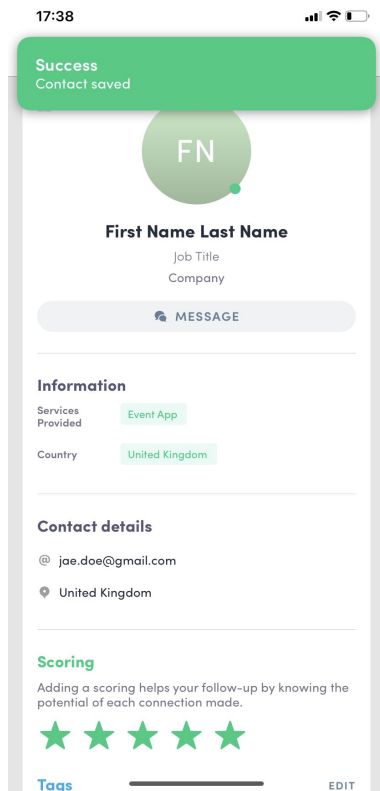 17:38
Success
Contact saved
FN
First Name Last Name
Job Title
Company
MESSAGE
Information
Services
Provided
Event App
Country
United Kingdom
Contact details
@ jae.doe@gmail.com
United Kingdom
Scoring
Adding a scoring helps your follow-up by knowing the
potential of each connection made.
Tags
EDIT